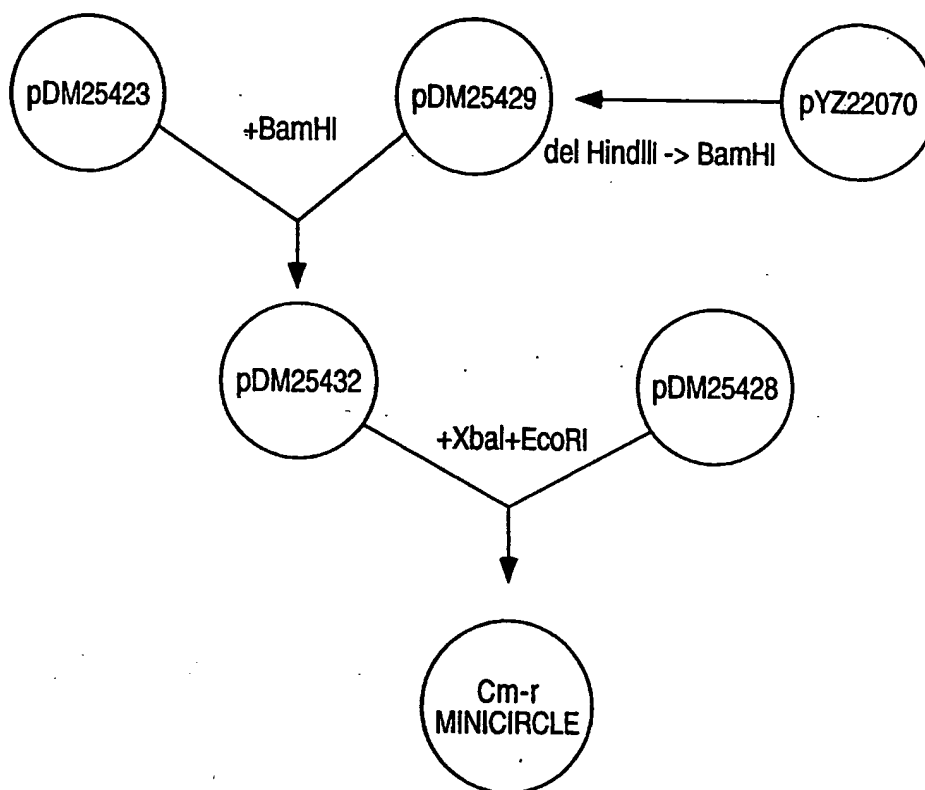 pDM25423
pDM25429
pYZ22070
+BamHI
del HindIIi -> BamHI
pDM25432
pDM25428
+XbaI+EcoRI
Cm-r
MINICIRCLE